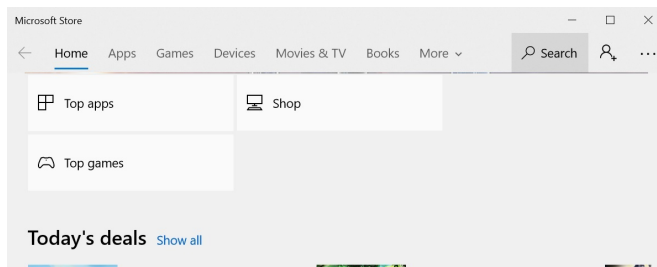 Microsoft Store
Home Apps Games Devices Movies & TV Books More Search
Top apps Shop
Top games
Today's deals Show all